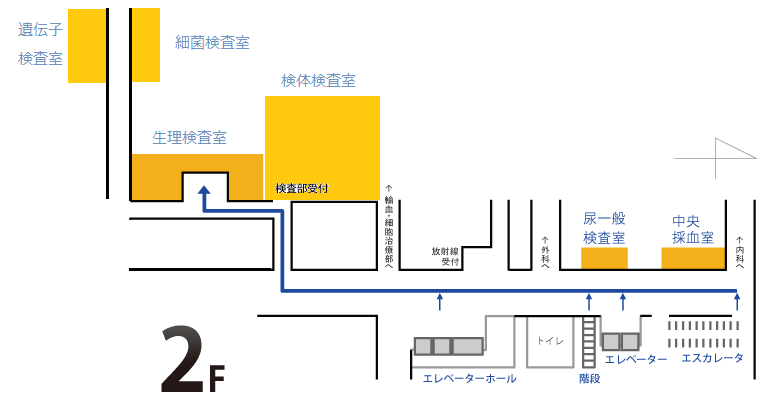 遺伝子
検査室
細菌検査室
検体検査室
生理検査室
検査部受付
↑輸血・細胞治療部へ
放射線
受付
↑外科へ
尿一般
検査室
中央
採血室
↑内科へ
トイレ
エレベーターホール
階段
エレベーター
エスカレータ
2F